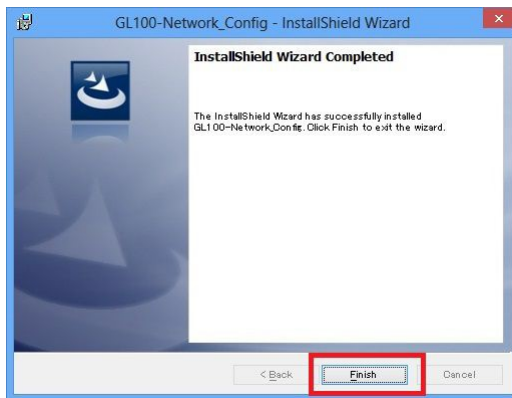 GL100-Network_Config - InstallShield Wizard
InstallShield Wizard Completed
The InstallShield Wizard has successfully installed
GL100-Network_Config. Click Finish to exit the wizard.
< Back
Finish
Cancel